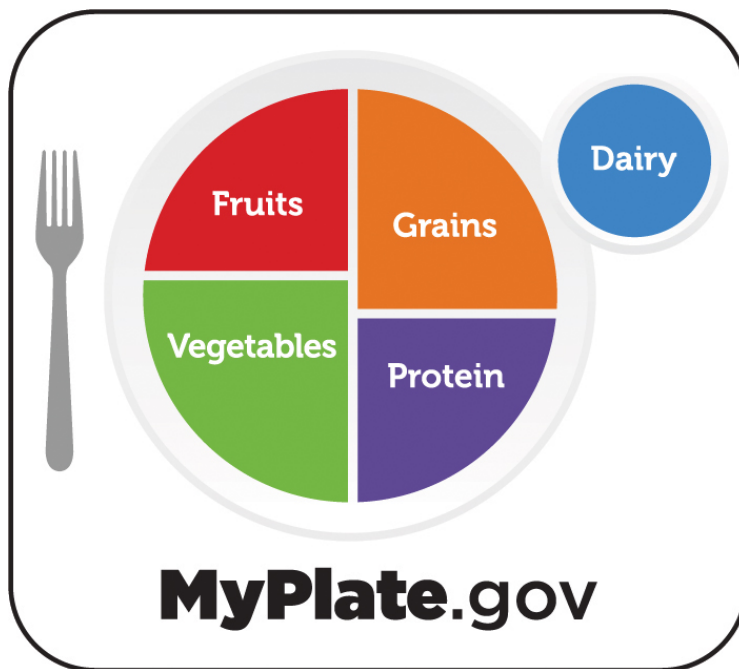 Fruits
Grains
Dairy
Vegetables
Protein
MyPlate.gov